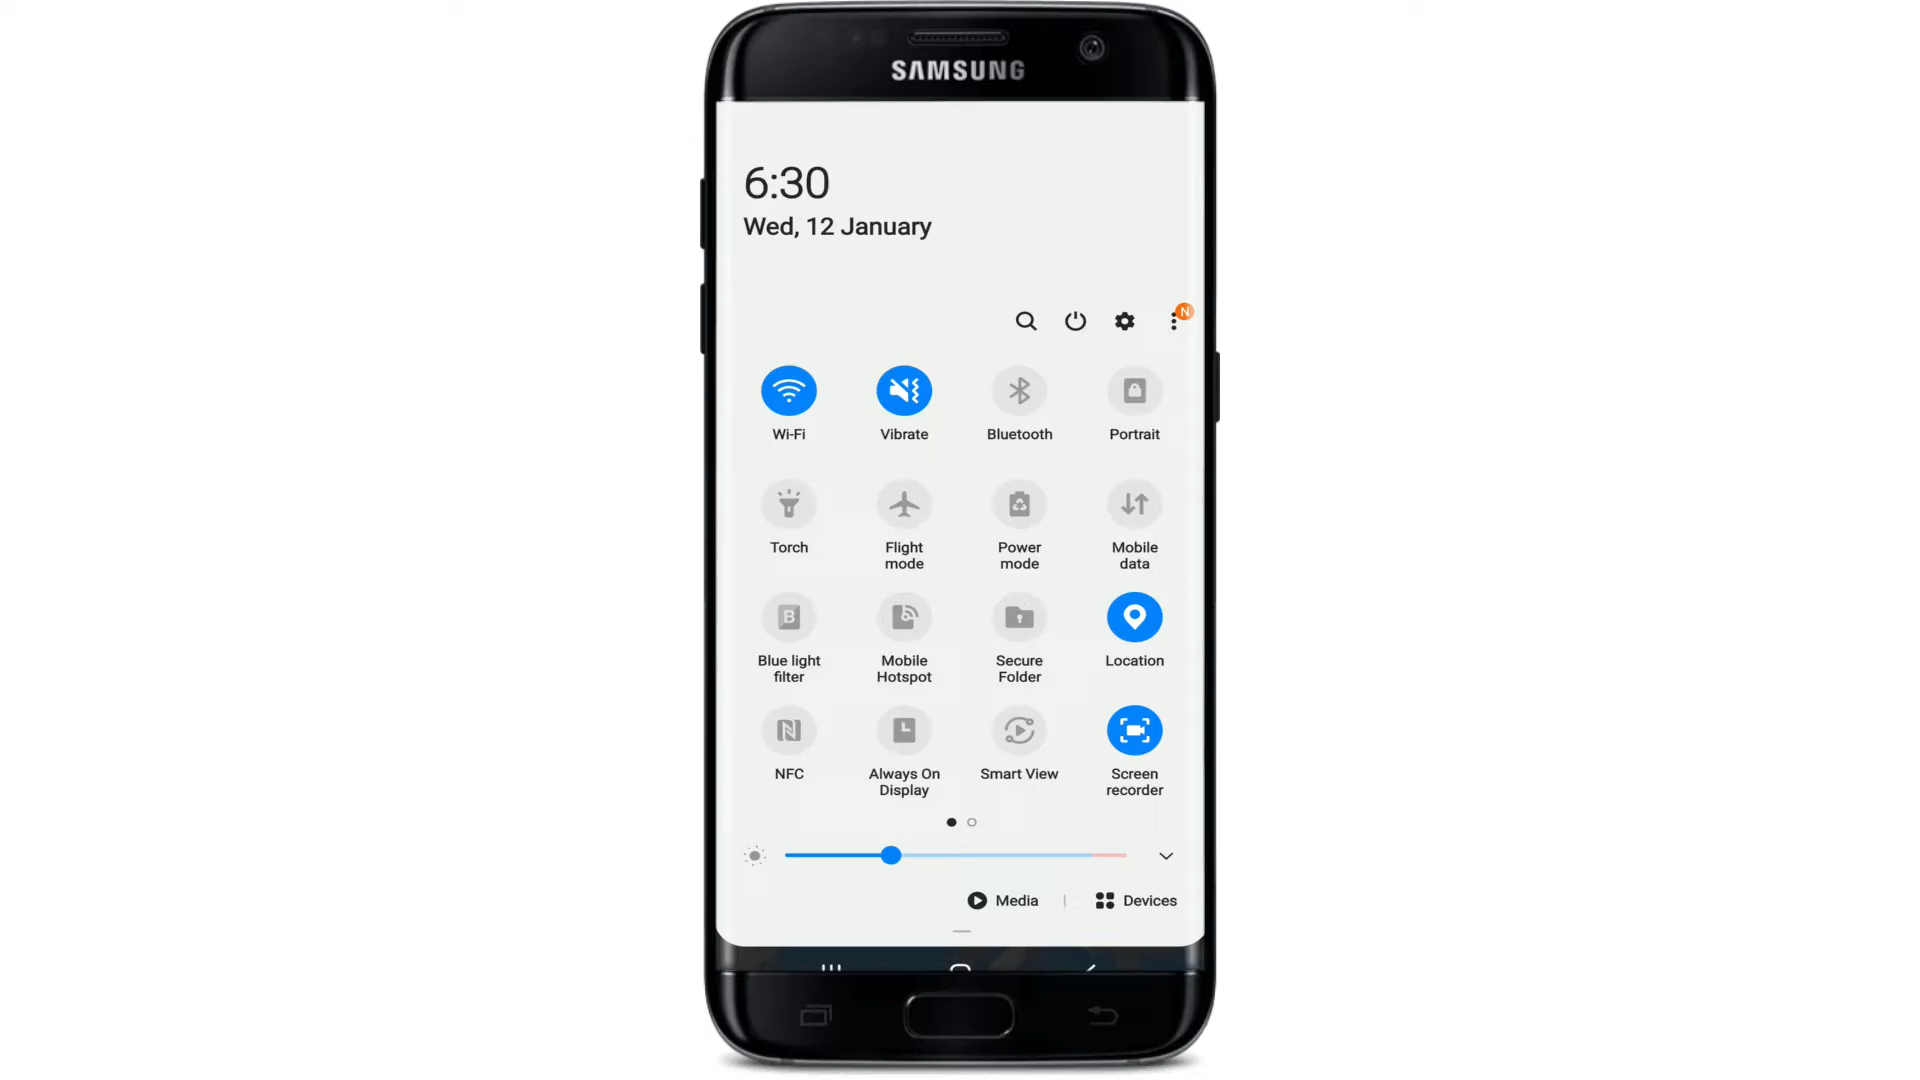 SAMSUNG
6:30
Wed, 12 January
N
Wi-Fi
Vibrate
Bluetooth
Portrait
Torch
Flight
mode
Power
mode
Mobile
data
B
Blue light
filter
Mobile
Hotspot
Secure
Folder
Location
NFC
Always On
Display
Smart View
Screen
recorder
Media
Devices